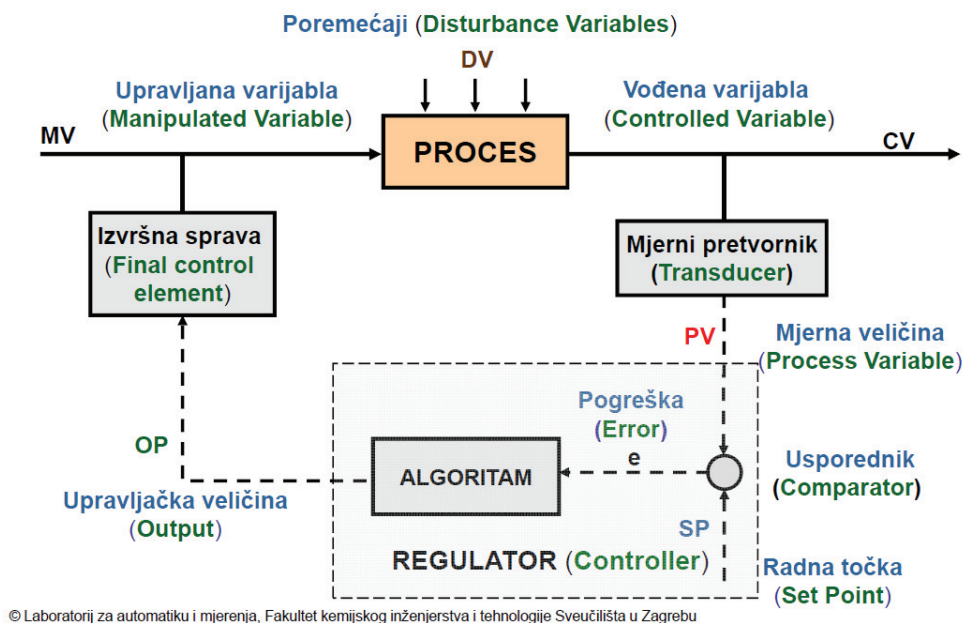 Poremećaji (Disturbance Variables)
DV
Upravljana varijabla
(Manipulated Variable)
Vođena varijabla
(Controlled Variable)
MV
PROCES
CV
Izvršna sprava
(Final control
element)
Mjerni pretvornik
(Transducer)
PV
Mjerna veličina
(Process Variable)
Pogreška
(Error)
e
OP
ALGORITAM
Usporednik
(Comparator)
Upravljačka veličina
(Output)
SP
REGULATOR (Controller)
Radna točka
(Set Point)
© Laboratorij za automatiku i mjerenja, Fakultet kemijskog inženjerstva i tehnologije Sveučilišta u Zagrebu